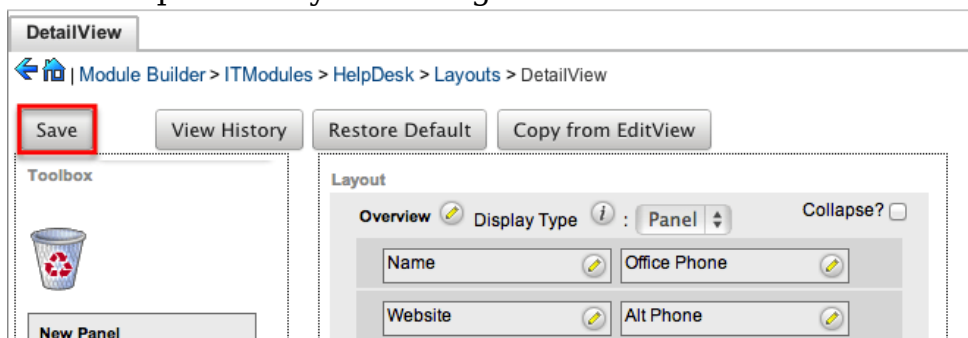 DetailView
| Module Builder > ITModules > HelpDesk > Layouts > DetailView
Save View History Restore Default Copy from EditView
Toolbox
Layout
Overview Display Type i : Panel Collapse?
Name Office Phone
Website Alt Phone
New Panel